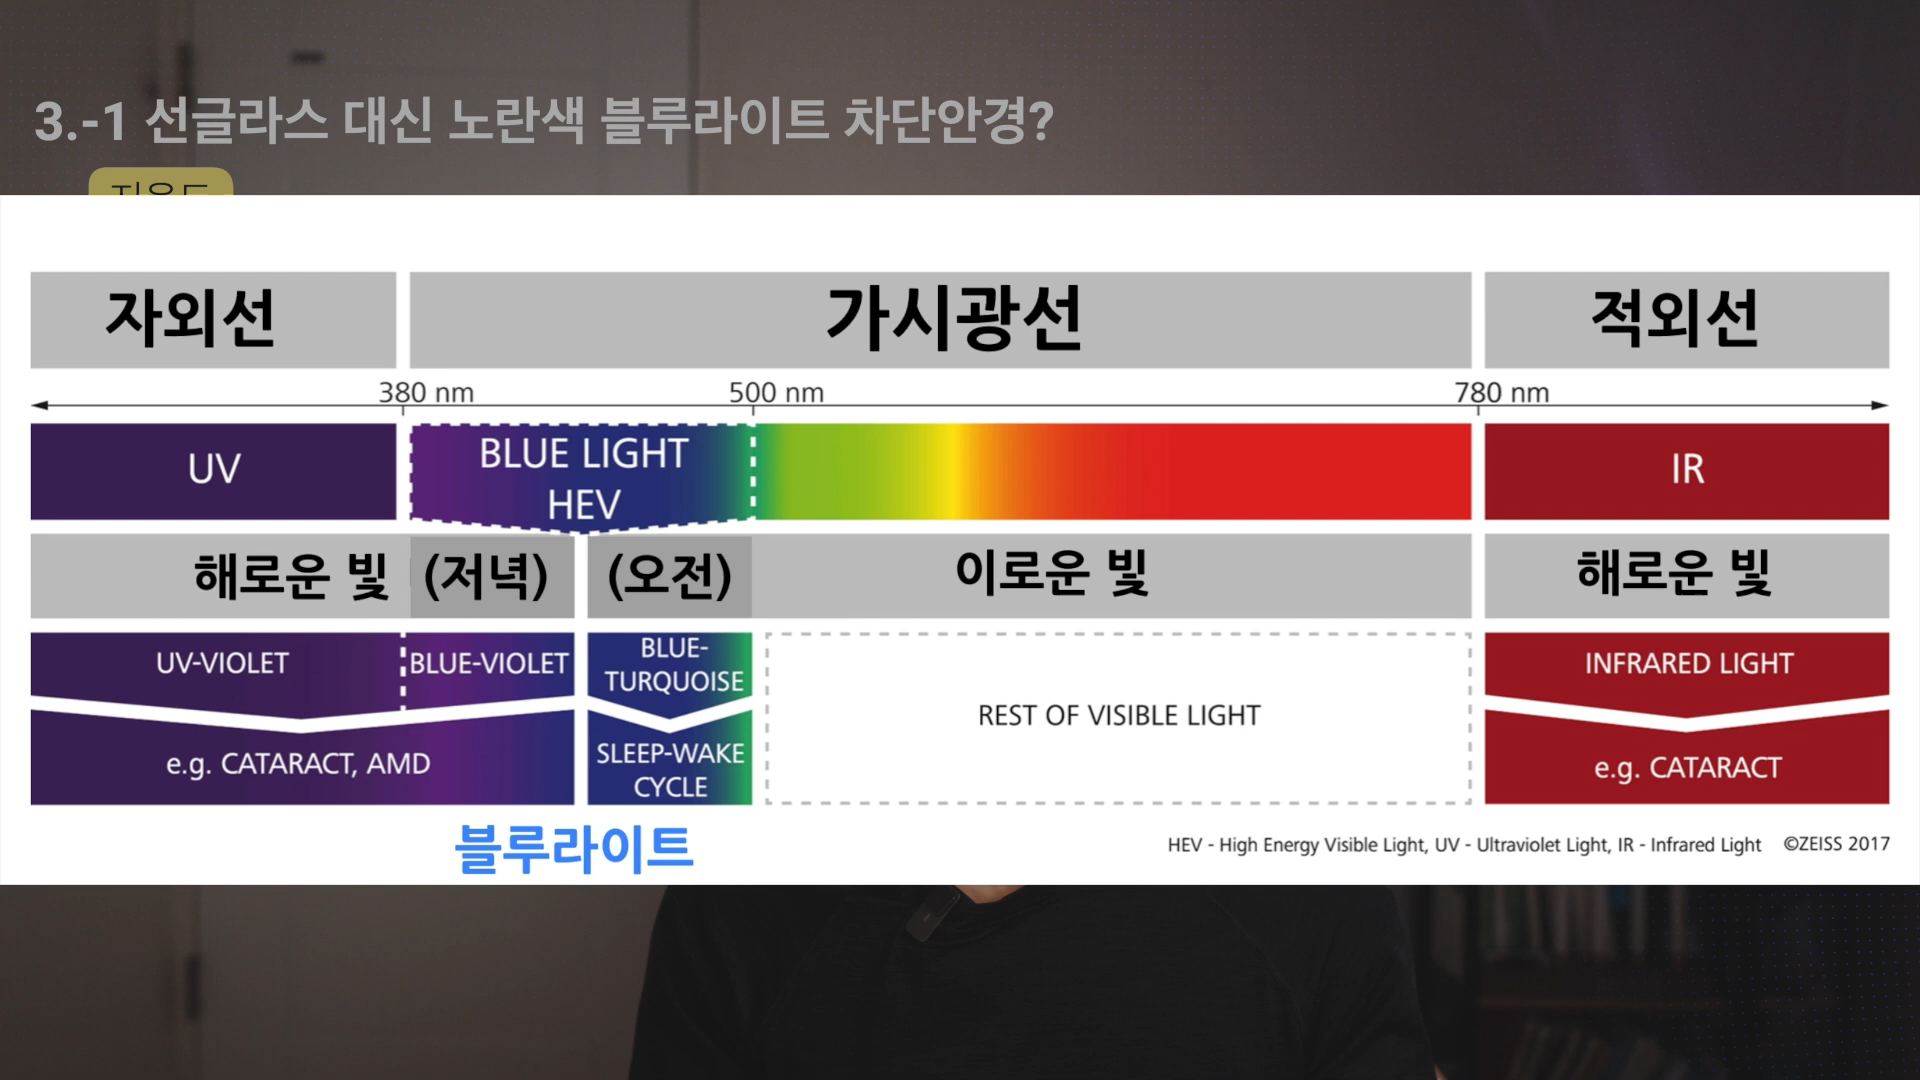 3.-1 선글라스 대신 노란색 블루라이트 차단안경?
자외선
가시광선
적외선
380 nm
500 nm
780 nm
UV
BLUE LIGHT
HEV
IR
해로운 빛
(저녁)
(오전)
이로운 빛
해로운 빛
UV-VIOLET
BLUE-VIOLET
BLUE-
TURQUOISE
REST OF VISIBLE LIGHT
INFRARED LIGHT
e.g. CATARACT, AMD
SLEEP-WAKE
CYCLE
e.g. CATARACT
블루라이트
HEV - High Energy Visible Light, UV - Ultraviolet Light, IR - Infrared Light ©ZEISS 2017